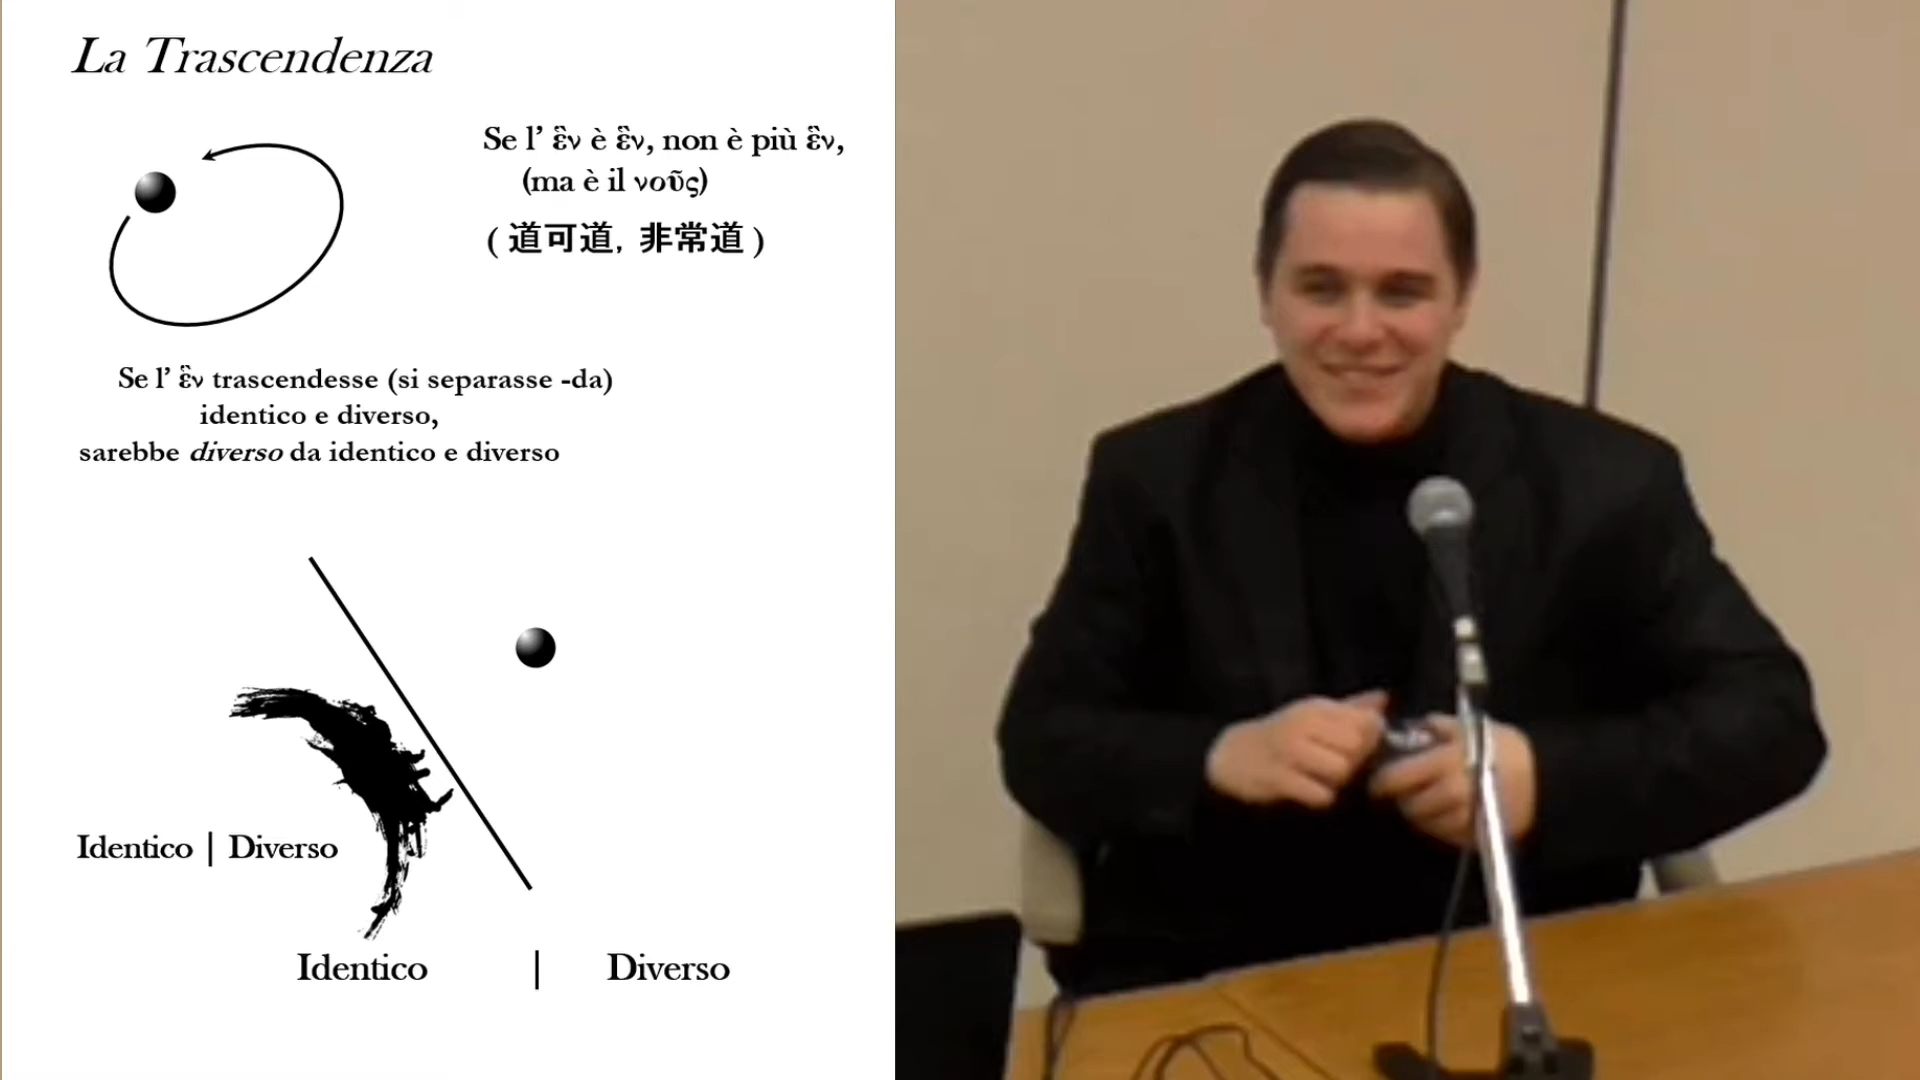 La Trascendenza
Se l’ ἓν è ἓν, non è più ἓν,
(ma è il νοῦς)
( 道可道, 非常道 )
Se l’ ἓν trascendesse (si separasse -da)
identico e diverso,
sarebbe diverso da identico e diverso
Identico | Diverso
Identico | Diverso